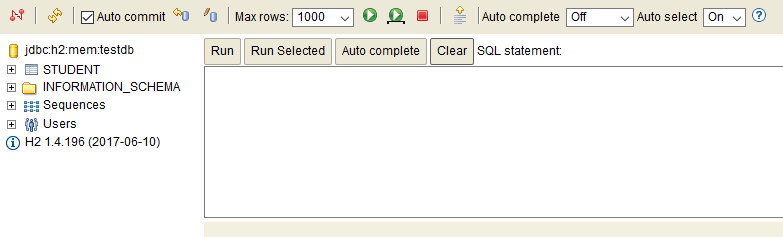 Auto commit Max rows: 1000 Auto complete Off Auto select On ?
jdbc:h2:mem:testdb
Run Run Selected Auto complete Clear SQL statement:
STUDENT
INFORMATION_SCHEMA
Sequences
Users
H2 1.4.196 (2017-06-10)